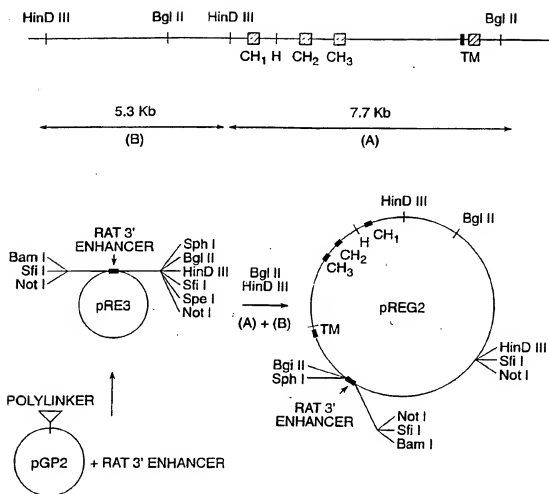 HinD III Bgl II HinD III Bgl II
CH1 H CH2 CH3 TM
5.3 Kb 7.7 Kb
(B) (A)
RAT 3'
ENHANCER
Bam I
Sfi I
Not I
Sph I
Bgl II
HinD III
Sfi I
Spe I
Not I
pRE3
Bgl II
HinD III
(A) + (B)
HinD III
Bgl II
CH1
H
CH2
CH3
TM
pREG2
Bgi II
Sph I
HinD III
Sfi I
Not I
RAT 3'
ENHANCER
Not I
Sfi I
Bam I
POLYLINKER
pGP2 + RAT 3' ENHANCER